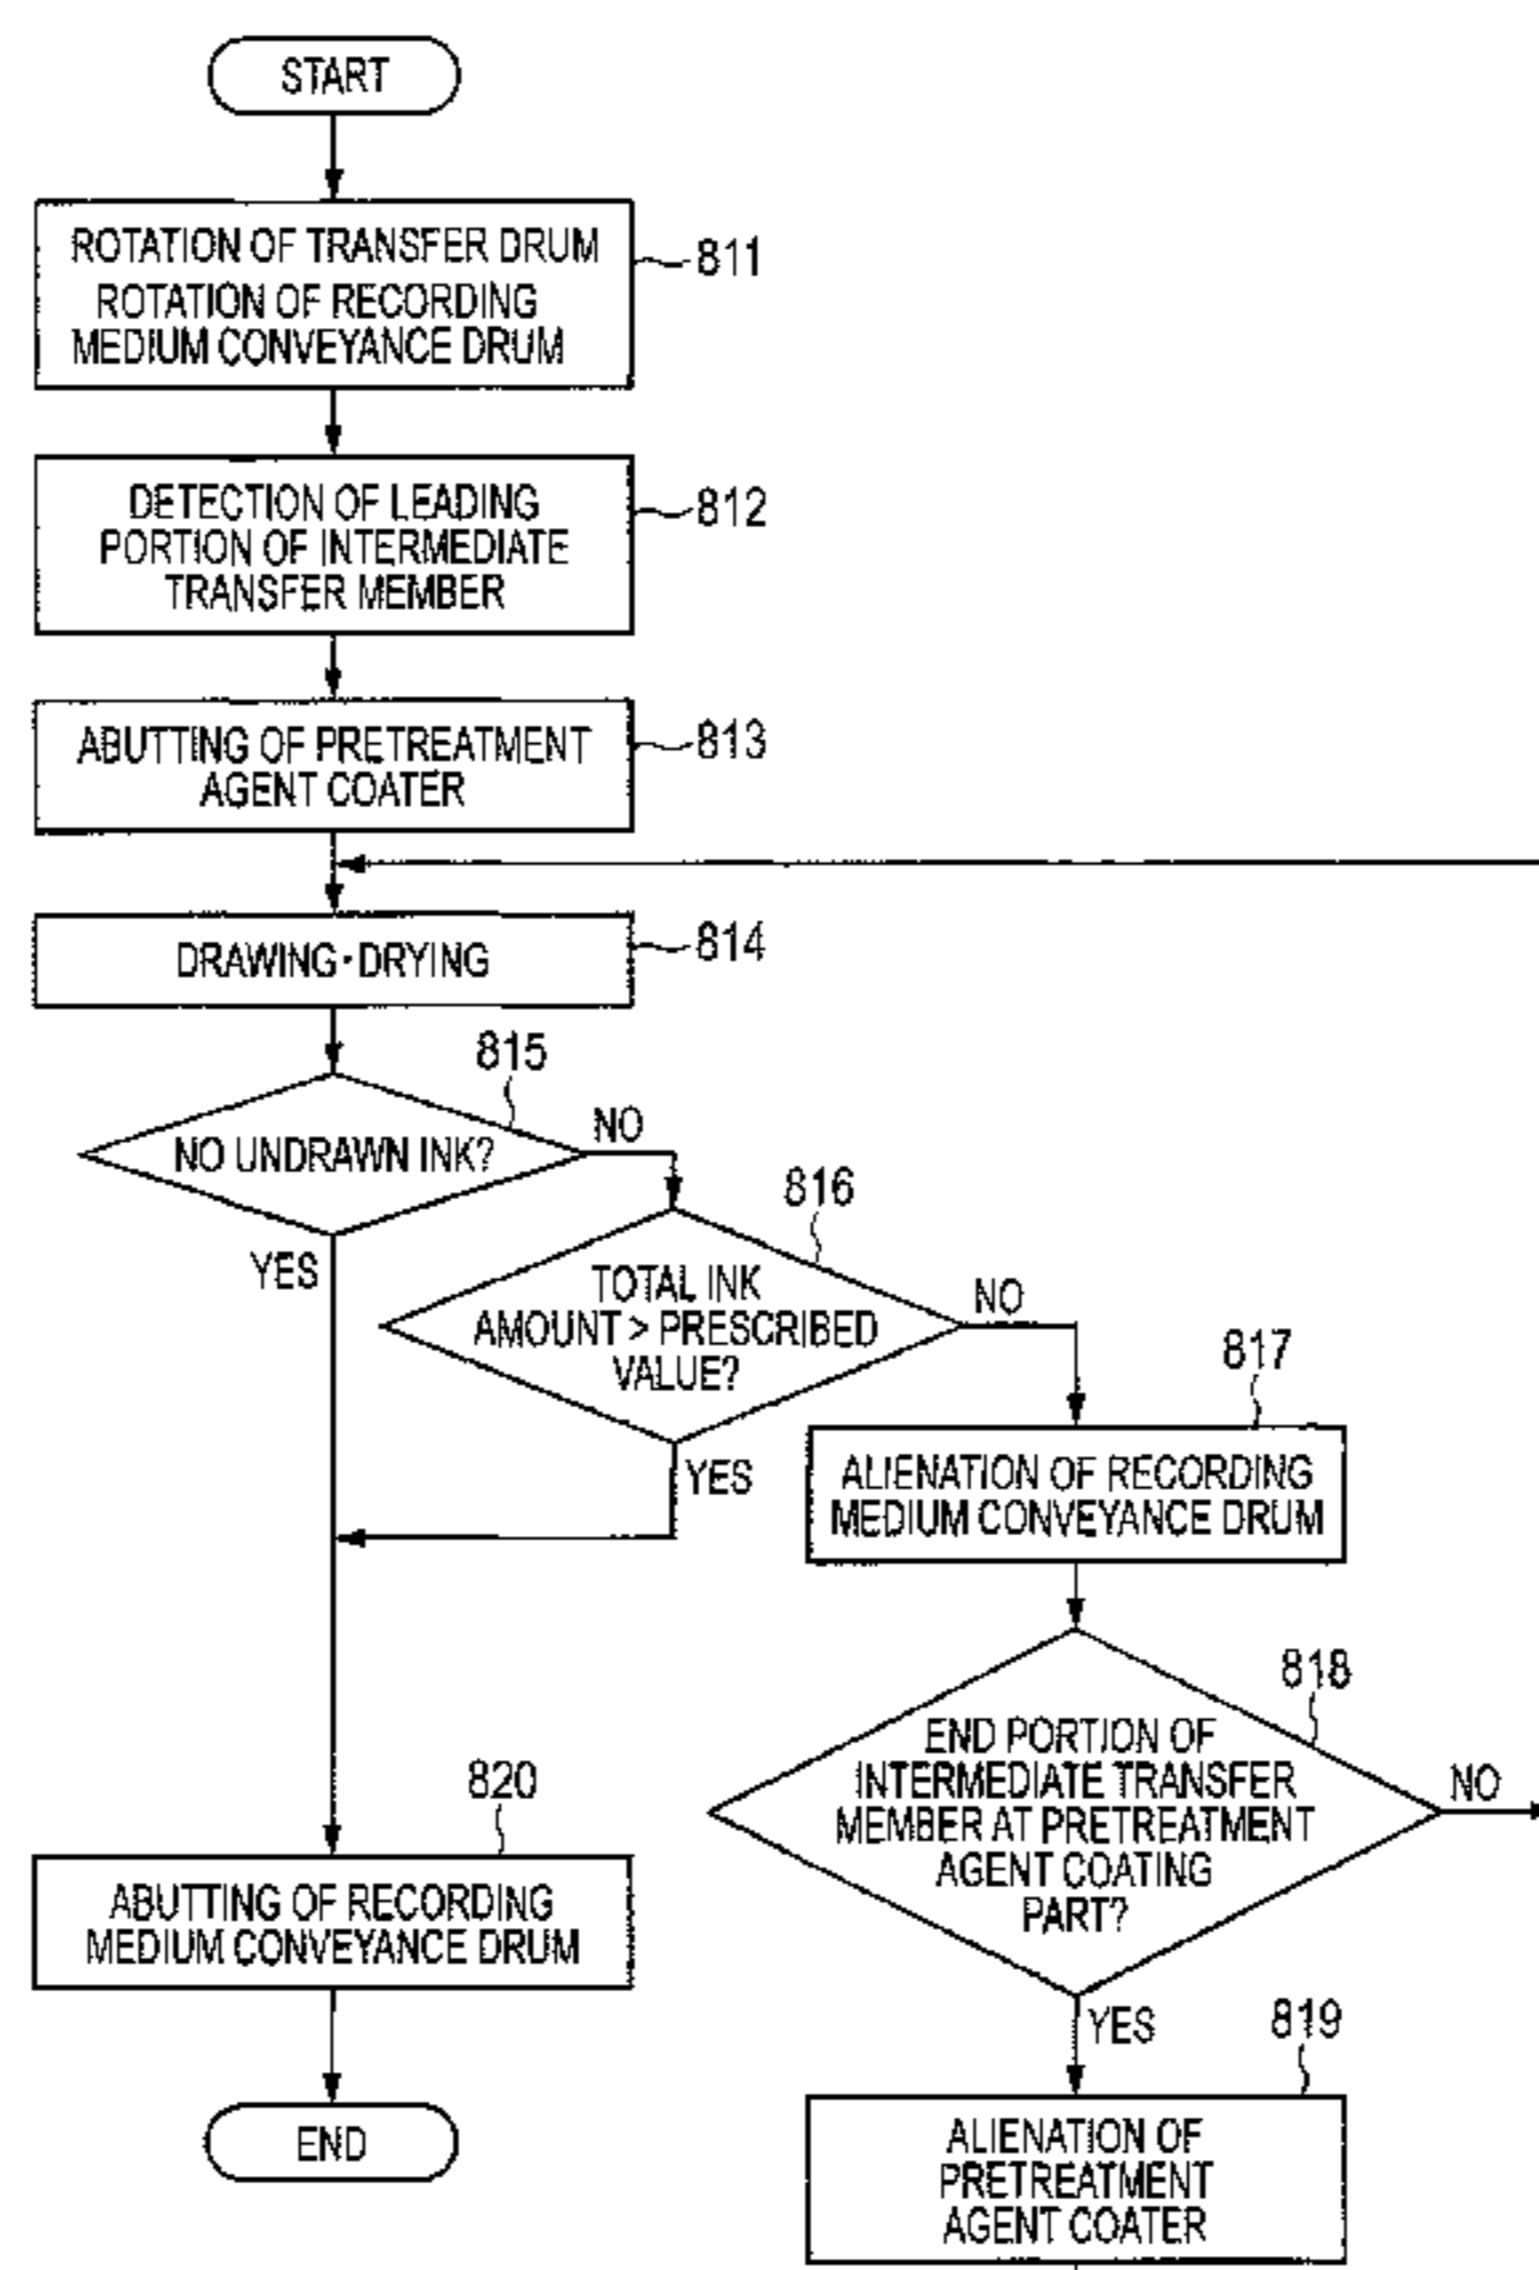 START
ROTATION OF TRANSFER DRUM
ROTATION OF RECORDING
MEDIUM CONVEYANCE DRUM
811
DETECTION OF LEADING
PORTION OF INTERMEDIATE
TRANSFER MEMBER
812
ABUTTING OF PRETREATMENT
AGENT COATER
813
DRAWING・DRYING
814
815
NO UNDRAWN INK?
NO
YES
816
TOTAL INK
AMOUNT > PRESCRIBED
VALUE?
NO
YES
817
ALIENATION OF RECORDING
MEDIUM CONVEYANCE DRUM
818
END PORTION OF
INTERMEDIATE TRANSFER
MEMBER AT PRETREATMENT
AGENT COATING
PART?
NO
YES
820
ABUTTING OF RECORDING
MEDIUM CONVEYANCE DRUM
819
ALIENATION OF
PRETREATMENT
AGENT COATER
END